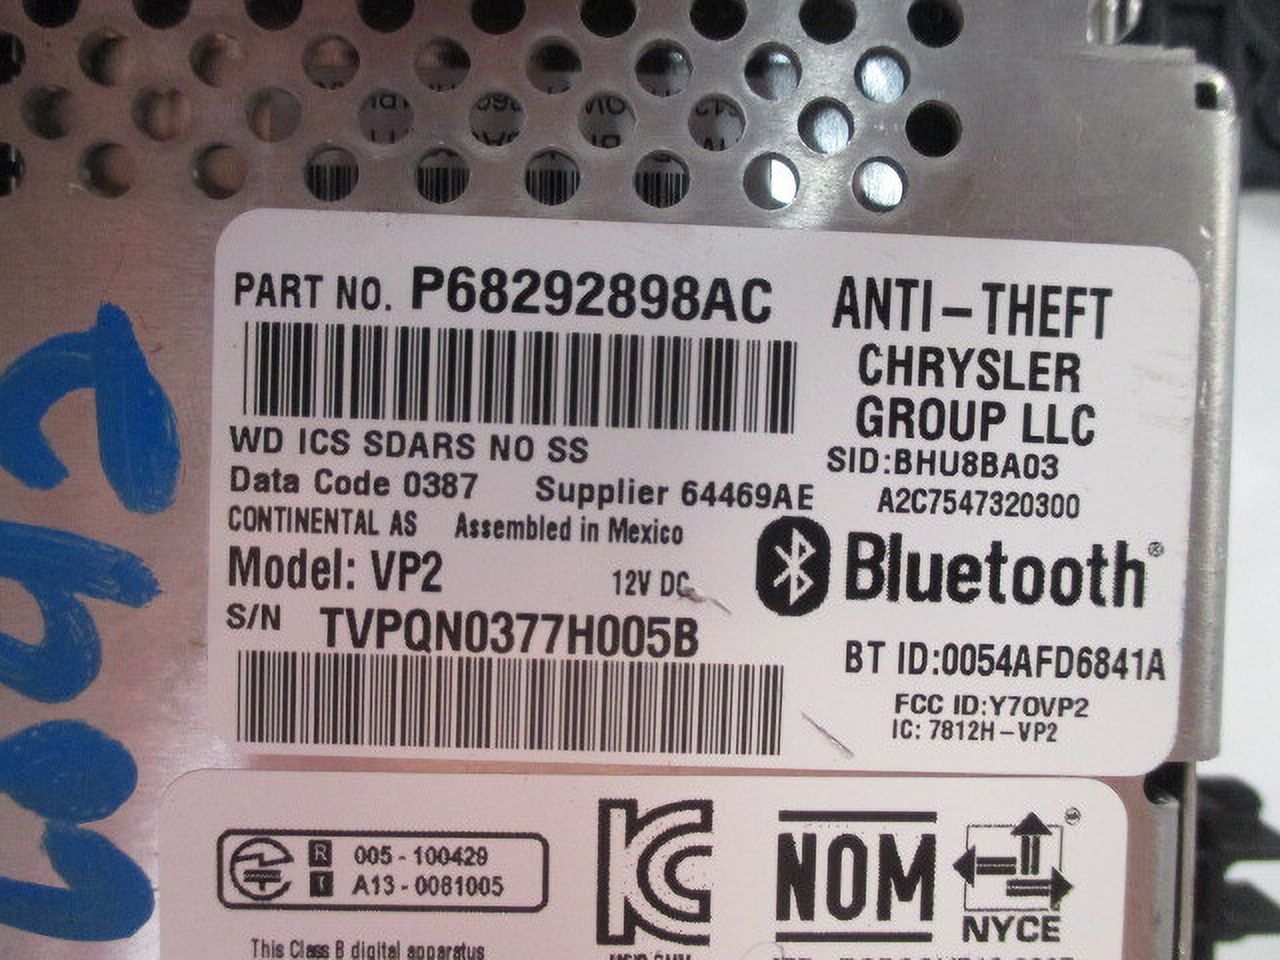 PART NO. P68292898AC
ANTI-THEFT
CHRYSLER
GROUP LLC
WD ICS SDARS NO SS
SID:BHU8BA03
Data Code 0387 Supplier 64469AE
A2C7547320300
CONTINENTAL AS Assembled in Mexico
Bluetooth®
Model: VP2 12V DC
S/N TVPQN0377H005B
BT ID:0054AFD6841A
FCC ID:Y70VP2
IC: 7812H-VP2
R 005-100429
T A13-0081005
KC
NOM
NYCE
This Class B digital apparatus